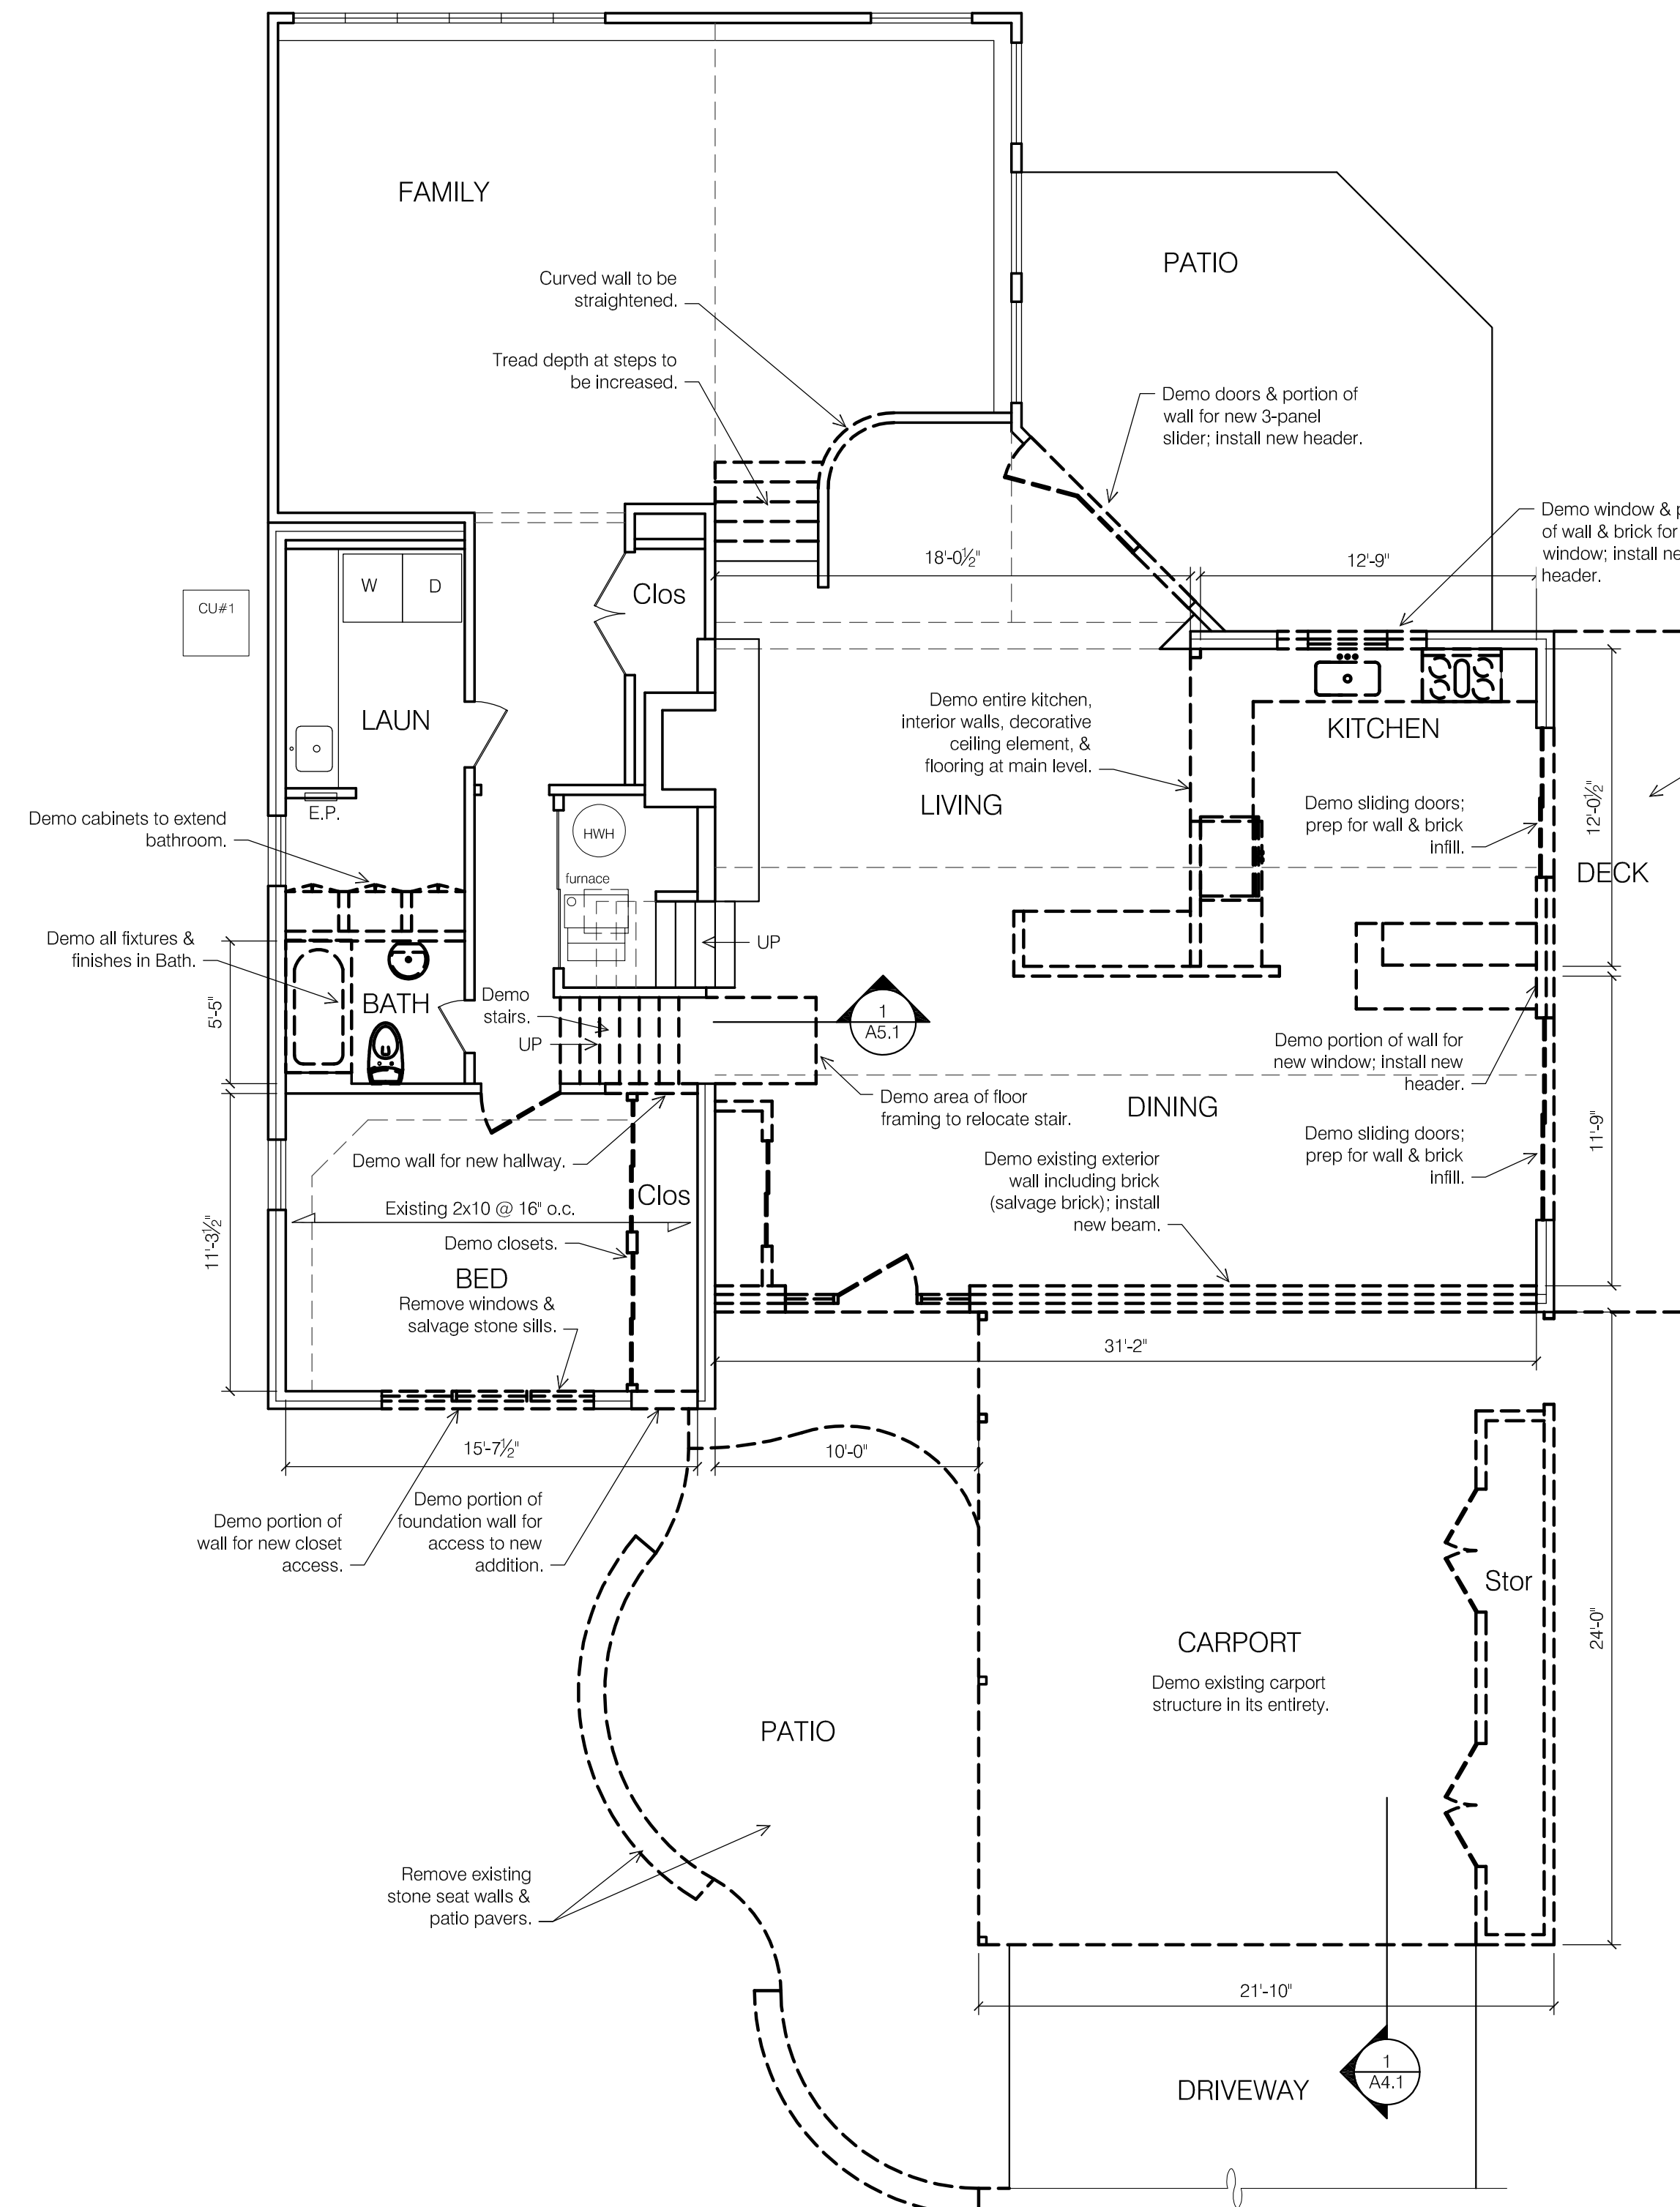 FAMILY
PATIO
Curved wall to be
straightened.
Tread depth at steps to
be increased.
Demo doors & portion of
wall for new 3-panel
slider; install new header.
Demo window &
of wall & brick for
window; install
header.
18'-0½"
12'-9"
CU#1
W
D
Clos
LAUN
E.P.
Demo entire kitchen,
interior walls, decorative
ceiling element, &
flooring at main level.
LIVING
KITCHEN
Demo sliding doors;
prep for wall & brick
infill.
12'-0½"
DECK
Demo cabinets to extend
bathroom.
HWH
furnace
Demo all fixtures &
finishes in Bath.
5'-5"
BATH
Demo
stairs.
UP
UP
1
A5.1
Demo portion of wall for
new window; install new
header.
Demo area of floor
framing to relocate stair.
DINING
11'-9"
Demo sliding doors;
prep for wall & brick
infill.
Demo wall for new hallway.
Clos
Existing 2x10 @ 16" o.c.
Demo closets.
11'-3½"
BED
Remove windows &
salvage stone sills.
Demo existing exterior
wall including brick
(salvage brick); install
new beam.
31'-2"
15'-7½"
10'-0"
Demo portion of
wall for new closet
access.
Demo portion of
foundation wall for
access to new
addition.
Stor
24'-0"
CARPORT
Demo existing carport
structure in its entirety.
PATIO
Remove existing
stone seat walls &
patio pavers.
21'-10"
DRIVEWAY
1
A4.1